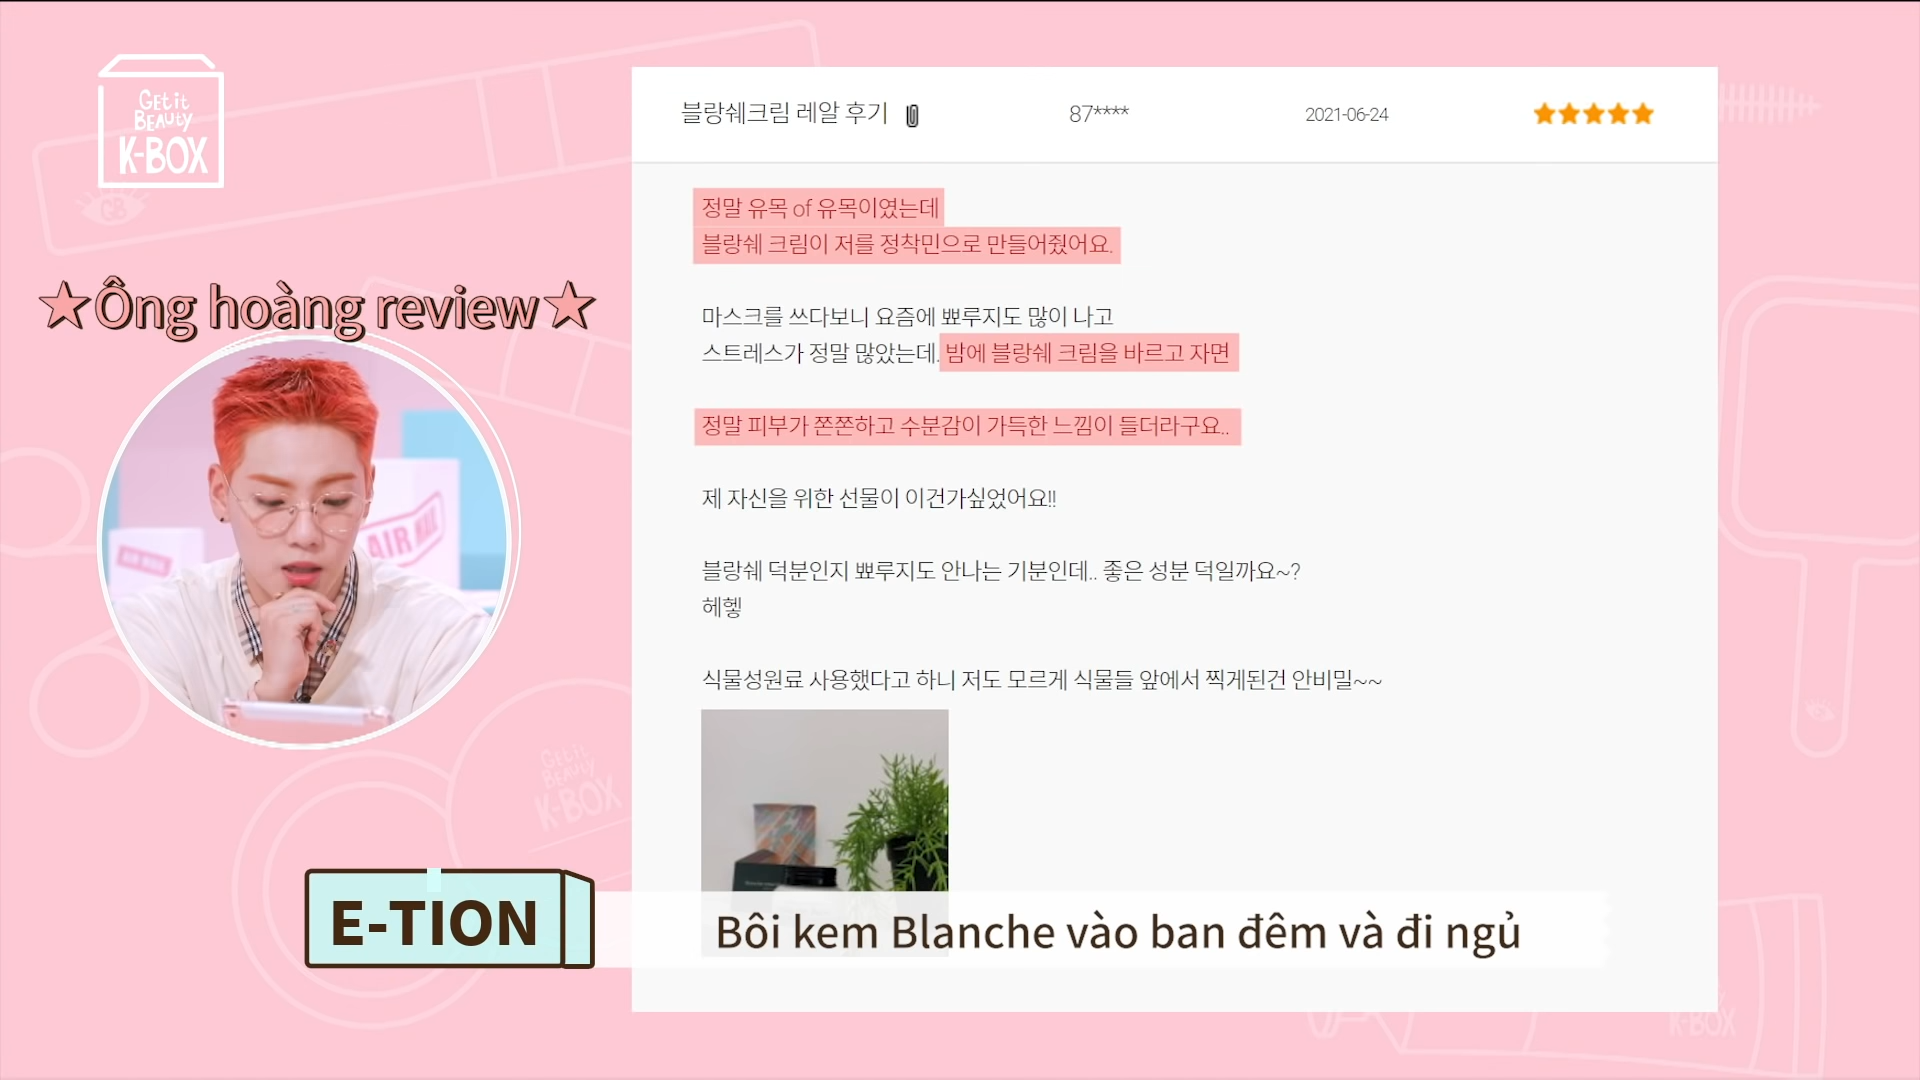 Get it
BEAUTY
K-BOX
★Ông hoàng review★
블랑쉐크림 레알 후기
87****
2021-06-24
정말 유목 of 유목이였는데
블랑쉐 크림이 저를 정착민으로 만들어줬어요.
마스크를 쓰다보니 요즘에 뾰루지도 많이 나고
스트레스가 정말 많았는데. 밤에 블랑쉐 크림을 바르고 자면
정말 피부가 쫀쫀하고 수분감이 가득한 느낌이 들더라구요..
제 자신을 위한 선물이 이건가싶었어요!!
블랑쉐 덕분인지 뾰루지도 안나는 기분인데.. 좋은 성분 덕일까요~?
헤헿
식물성원료 사용했다고 하니 저도 모르게 식물들 앞에서 찍게된건 안비밀~~
AIR MAX
GB
Get it
BEAUTY
K-BOX
E-TION
Bôi kem Blanche vào ban đêm và đi ngủ
K-BOX